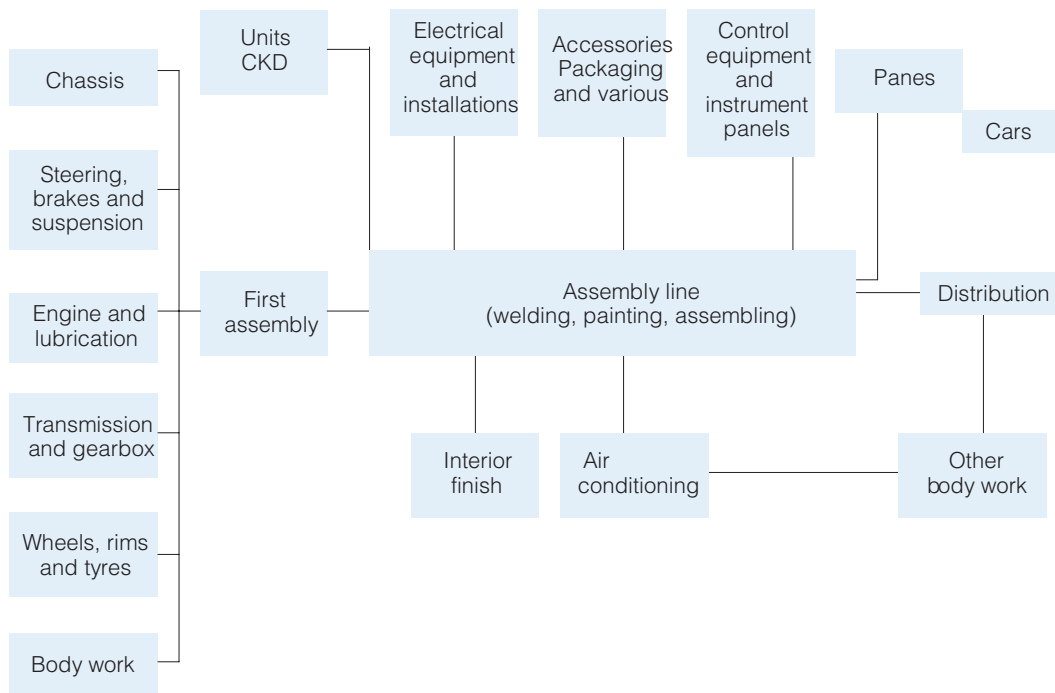 Chassis
Units
CKD
Electrical
equipment
and
installations
Accessories
Packaging
and various
Control
equipment
and
instrument
panels
Panes
Cars
Steering,
brakes and
suspension
Engine and
lubrication
First
assembly
Assembly line
(welding, painting, assembling)
Distribution
Transmission
and gearbox
Interior
finish
Air
conditioning
Other
body work
Wheels, rims
and tyres
Body work